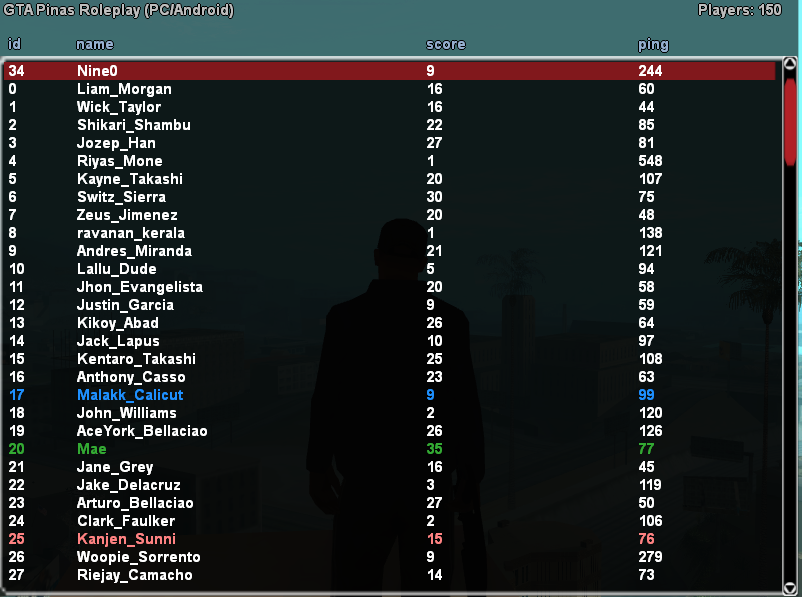 GTA Pinas Roleplay (PC/Android) Players: 150
id name score ping
34 Nine0 9 244
0 Liam_Morgan 16 60
1 Wick_Taylor 16 44
2 Shikari_Shambu 22 85
3 Jozep_Han 27 81
4 Riyas_Mone 1 548
5 Kayne_Takashi 20 107
6 Switz_Sierra 30 75
7 Zeus_Jimenez 20 48
8 ravanan_kerala 1 138
9 Andres_Miranda 21 121
10 Lallu_Dude 5 94
11 Jhon_Evangelista 20 58
12 Justin_Garcia 9 59
13 Kikoy_Abad 26 64
14 Jack_Lapus 10 97
15 Kentaro_Takashi 25 108
16 Anthony_Casso 23 63
17 Malakk_Calicut 9 99
18 John_Williams 2 120
19 AceYork_Bellaciao 26 126
20 Mae 35 77
21 Jane_Grey 16 45
22 Jake_Delacruz 3 119
23 Arturo_Bellaciao 27 50
24 Clark_Faulker 2 106
25 Kanjen_Sunni 15 76
26 Woopie_Sorrento 9 279
27 Riejay_Camacho 14 73